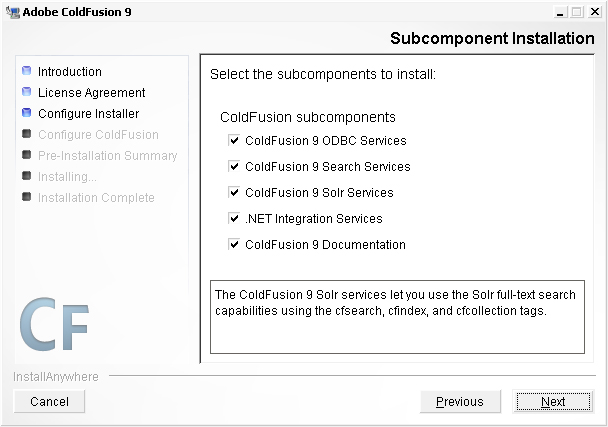 Adobe ColdFusion 9
Subcomponent Installation
Introduction
License Agreement
Configure Installer
Configure ColdFusion
Pre-Installation Summary
Installing...
Installation Complete
Select the subcomponents to install:
ColdFusion subcomponents
ColdFusion 9 ODBC Services
ColdFusion 9 Search Services
ColdFusion 9 Solr Services
.NET Integration Services
ColdFusion 9 Documentation
The ColdFusion 9 Solr services let you use the Solr full-text search
capabilities using the cfsearch, cfindex, and cfcollection tags.
CF
InstallAnywhere
Cancel
Previous
Next